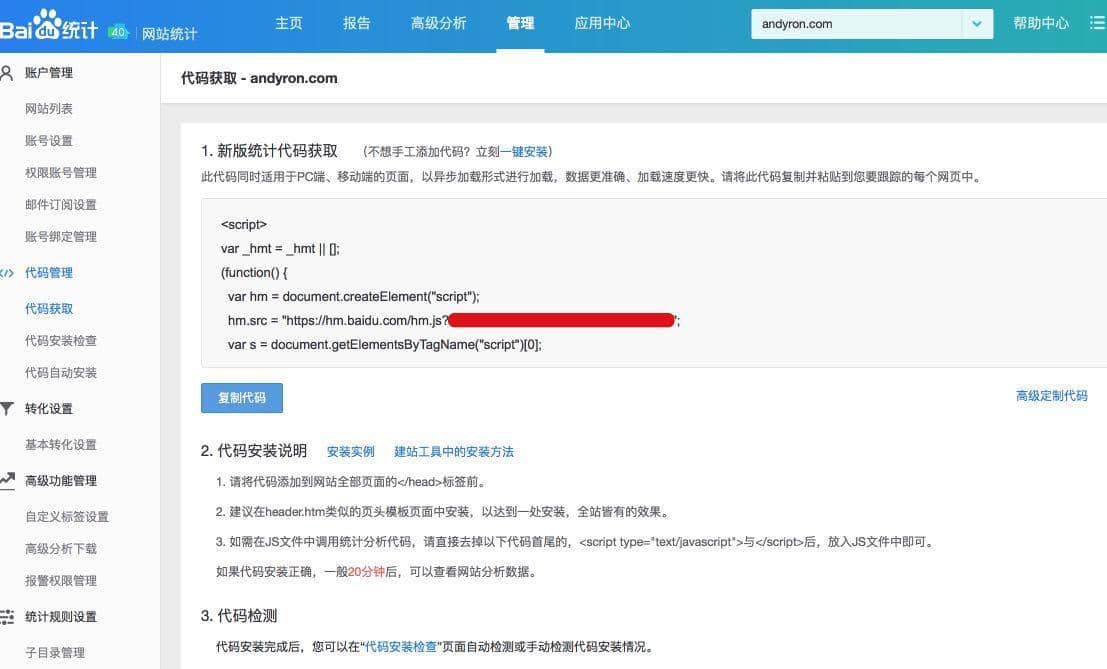 Bai du 统计 4.0 网站统计
主页 报告 高级分析 管理 应用中心
andyron.com
帮助中心
账户管理
网站列表
账号设置
权限账号管理
邮件订阅设置
账号绑定管理
代码管理
代码获取
代码安装检查
代码自动安装
转化设置
基本转化设置
高级功能管理
自定义标签设置
高级分析下载
报警权限管理
统计规则设置
子目录管理
代码获取 - andyron.com
1. 新版统计代码获取 (不想手工添加代码? 立刻一键安装)
此代码同时适用于PC端、移动端的页面，以异步加载形式进行加载，数据更准确、加载速度更快。请将此代码复制并粘贴到您要跟踪的每个网页中。
<script>
var _hmt = _hmt || [];
(function() {
var hm = document.createElement("script");
hm.src = "https://hm.baidu.com/hm.js? ";
var s = document.getElementsByTagName("script")[0];
复制代码
高级定制代码
2. 代码安装说明 安装实例 建站工具中的安装方法
1. 请将代码添加到网站全部页面的</head>标签前。
2. 建议在header.htm类似的页头模板页面中安装，以达到一处安装，全站皆有的效果。
3. 如需在JS文件中调用统计分析代码，请直接去掉以下代码首尾的，<script type="text/javascript">与</script>后，放入JS文件中即可。
如果代码安装正确，一般20分钟后，可以查看网站分析数据。
3. 代码检测
代码安装完成后，您可以在“代码安装检查”页面自动检测或手动检测代码安装情况。